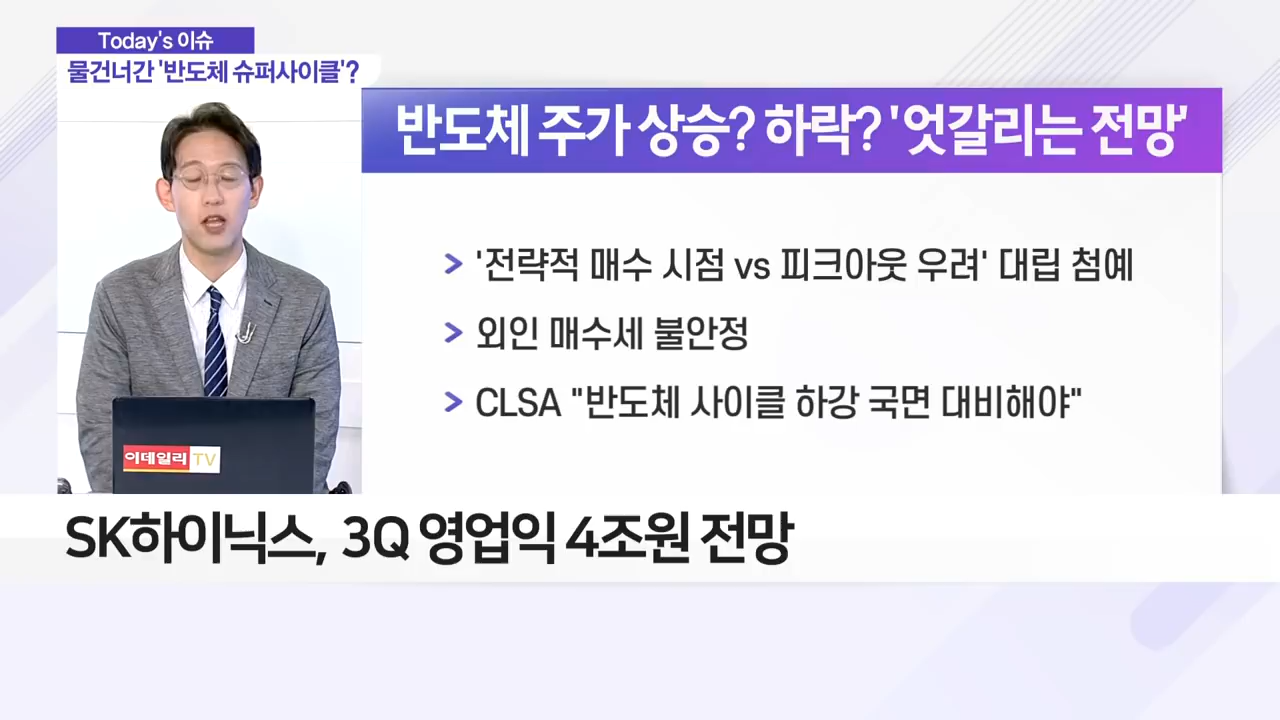 Today's 이슈
물건너간 '반도체 슈퍼사이클'?
반도체 주가 상승? 하락? '엇갈리는 전망'
> '전략적 매수 시점 vs 피크아웃 우려' 대립 첨예
> 외인 매수세 불안정
> CLSA "반도체 사이클 하강 국면 대비해야"
이데일리 TV
SK하이닉스, 3Q 영업익 4조원 전망